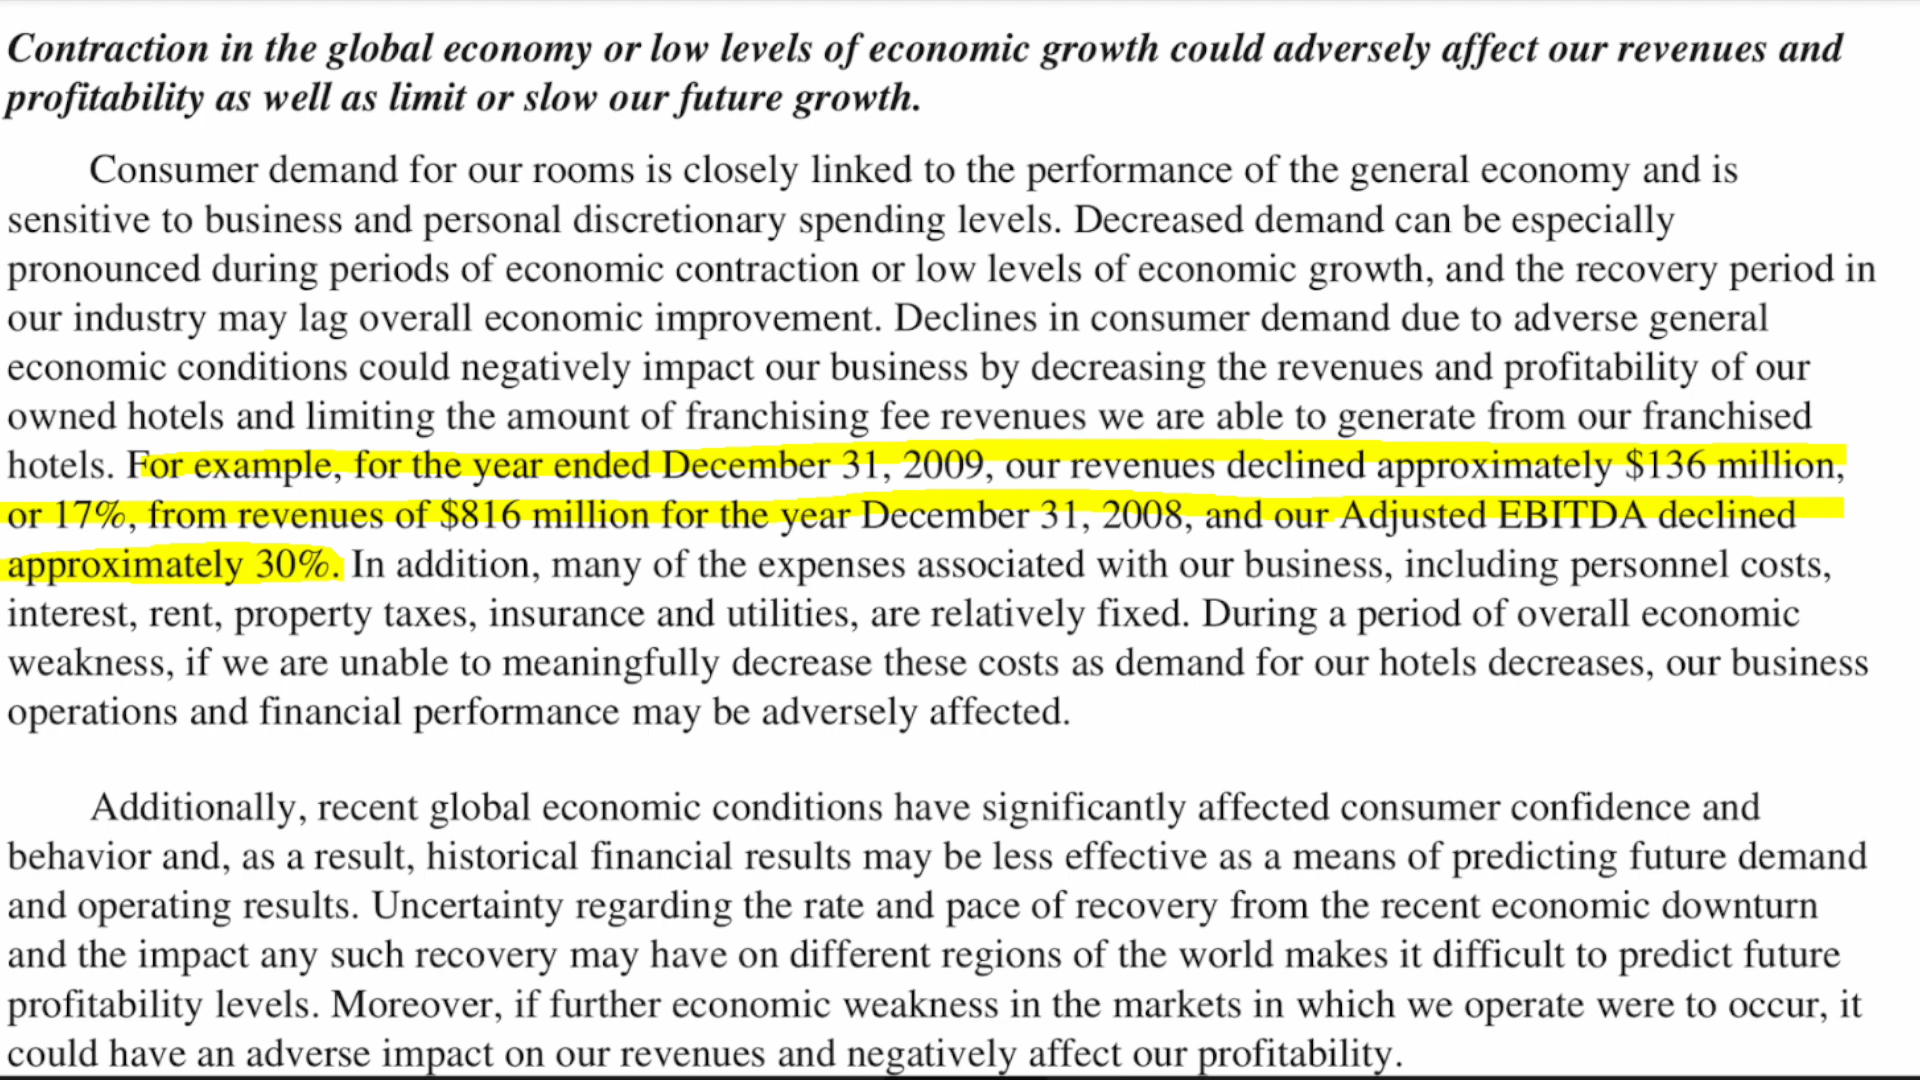 Contraction in the global economy or low levels of economic growth could adversely affect our revenues and
profitability as well as limit or slow our future growth.
Consumer demand for our rooms is closely linked to the performance of the general economy and is
sensitive to business and personal discretionary spending levels. Decreased demand can be especially
pronounced during periods of economic contraction or low levels of economic growth, and the recovery period in
our industry may lag overall economic improvement. Declines in consumer demand due to adverse general
economic conditions could negatively impact our business by decreasing the revenues and profitability of our
owned hotels and limiting the amount of franchising fee revenues we are able to generate from our franchised
hotels. For example, for the year ended December 31, 2009, our revenues declined approximately $136 million,
or 17%, from revenues of $816 million for the year December 31, 2008, and our Adjusted EBITDA declined
approximately 30%. In addition, many of the expenses associated with our business, including personnel costs,
interest, rent, property taxes, insurance and utilities, are relatively fixed. During a period of overall economic
weakness, if we are unable to meaningfully decrease these costs as demand for our hotels decreases, our business
operations and financial performance may be adversely affected.
Additionally, recent global economic conditions have significantly affected consumer confidence and
behavior and, as a result, historical financial results may be less effective as a means of predicting future demand
and operating results. Uncertainty regarding the rate and pace of recovery from the recent economic downturn
and the impact any such recovery may have on different regions of the world makes it difficult to predict future
profitability levels. Moreover, if further economic weakness in the markets in which we operate were to occur, it
could have an adverse impact on our revenues and negatively affect our profitability.